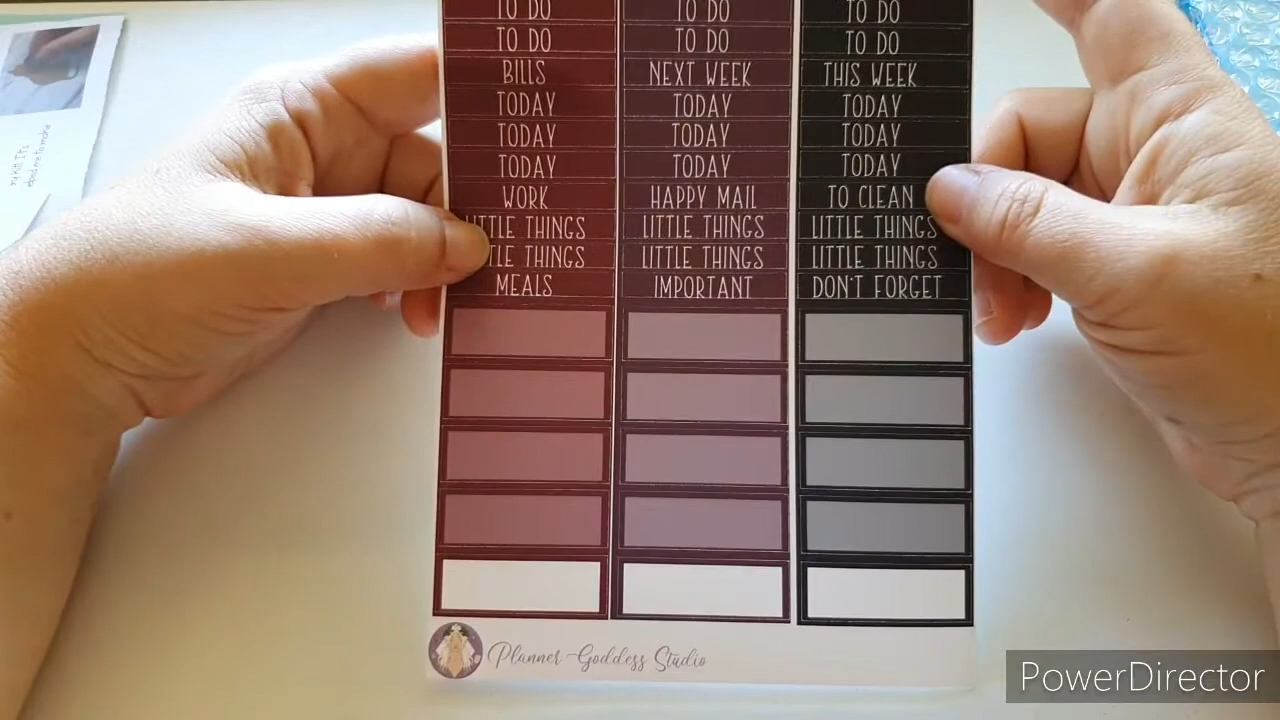 TO DO TO DO TO DO
TO DO TO DO TO DO
BILLS NEXT WEEK THIS WEEK
TODAY TODAY TODAY
TODAY TODAY TODAY
TODAY TODAY TODAY
WORK HAPPY MAIL TO CLEAN
LITTLE THINGS LITTLE THINGS LITTLE THINGS
TLE THINGS LITTLE THINGS LITTLE THINGS
MEALS IMPORTANT DON'T FORGET
Planner Goddess Studio
PowerDirector